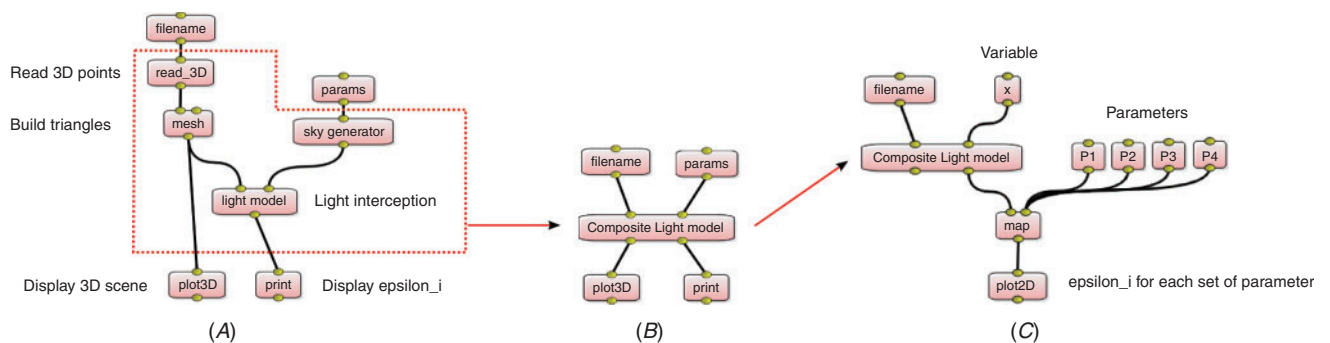 filename
Read 3D points
read_3D
params
Build triangles
mesh
sky generator
light model
Light interception
Display 3D scene
plot3D
print
Display epsilon_i
(A)
filename
params
Composite Light model
plot3D
print
(B)
Variable
filename
x
Parameters
Composite Light model
P1
P2
P3
P4
map
plot2D
epsilon_i for each set of parameter
(C)